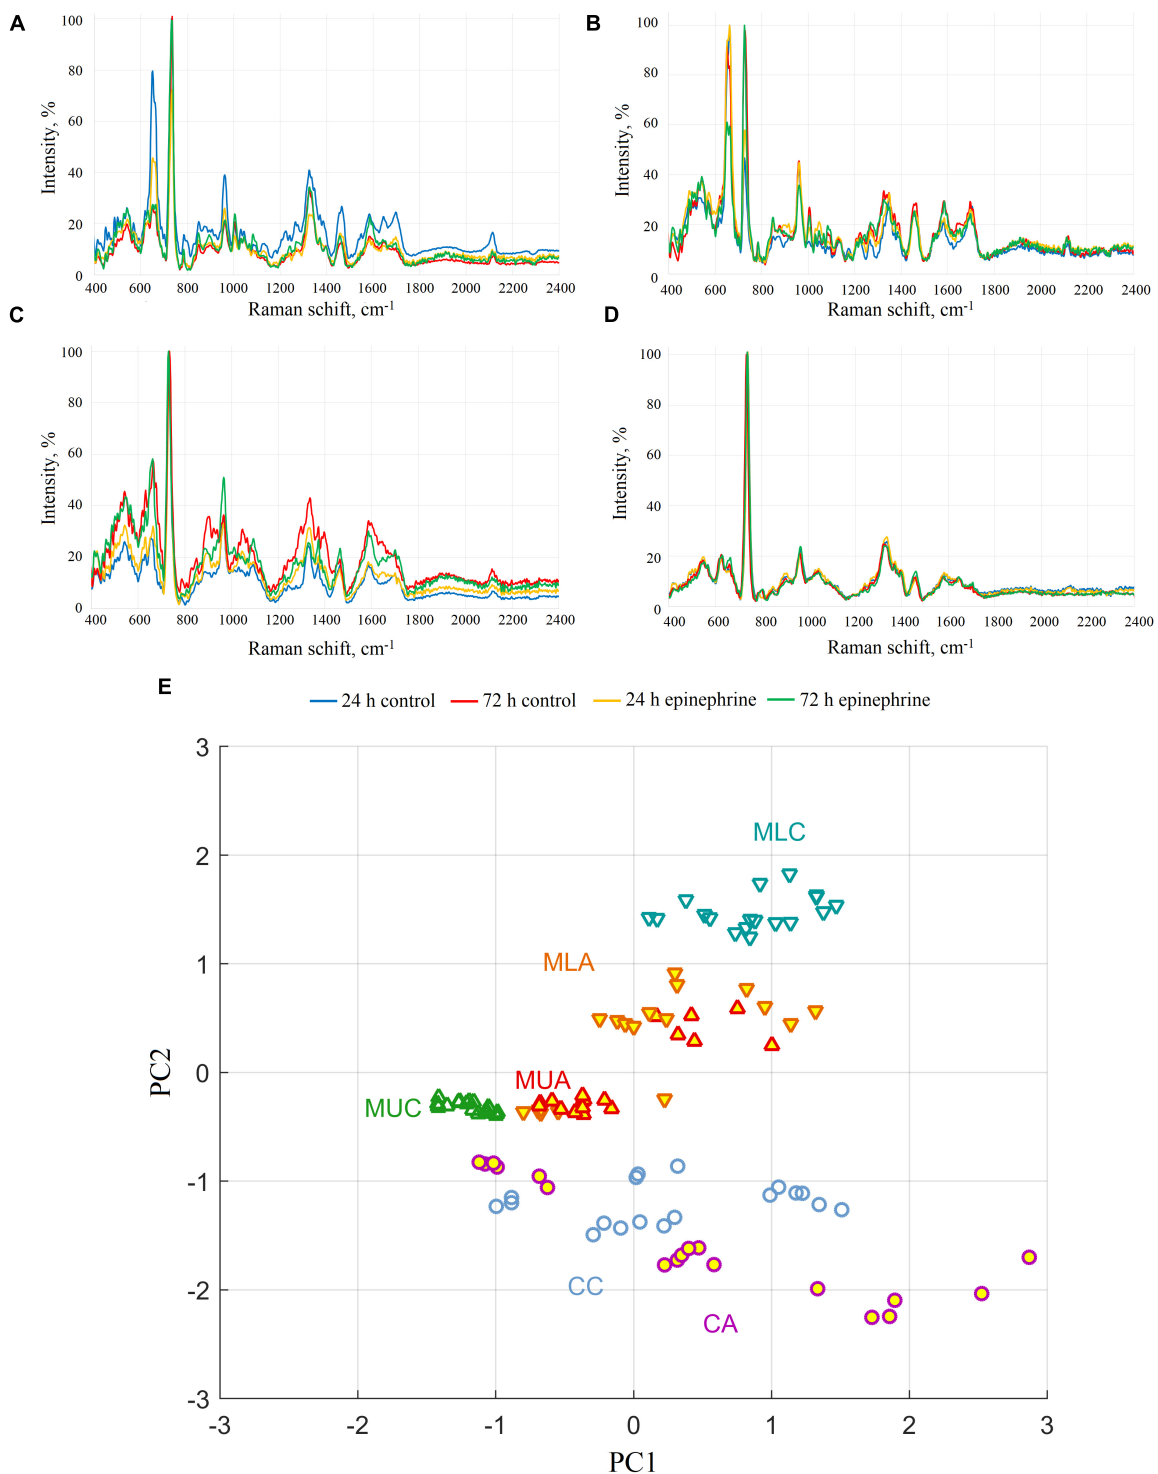 A
Intensity, %
100
80
60
40
20
0
400 600 800 1000 1200 1400 1600 1800 2000 2200 2400
Raman schift, cm-1
B
Intensity, %
100
80
60
40
20
0
400 600 800 1000 1200 1400 1600 1800 2000 2200 2400
Raman schift, cm-1
C
Intensity, %
100
80
60
40
20
0
400 600 800 1000 1200 1400 1600 1800 2000 2200 2400
Raman schift, cm-1
D
Intensity, %
100
80
60
40
20
0
400 600 800 1000 1200 1400 1600 1800 2000 2200 2400
Raman schift, cm-1
E
24 h control 72 h control 24 h epinephrine 72 h epinephrine
PC2
3
2
1
0
-1
-2
-3
MLC
MLA
MUA
MUC
CC
CA
-3 -2 -1 0 1 2 3
PC1